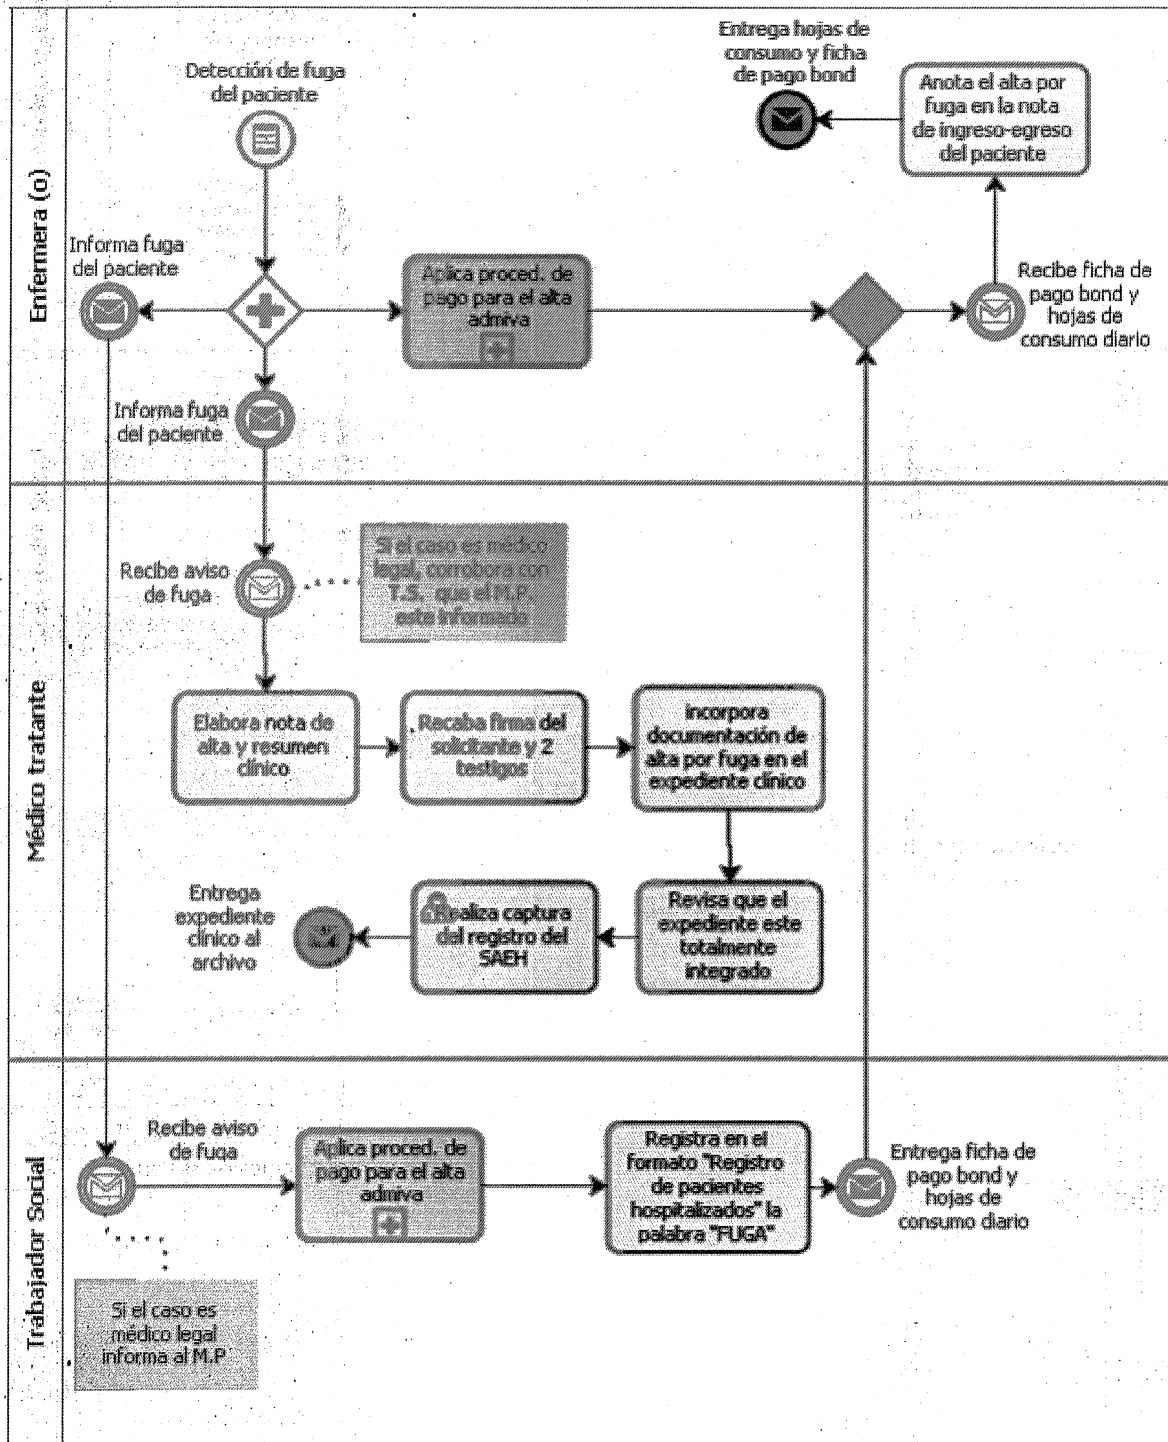 Enfermera (o)
Detección de fuga
del paciente
Entrega hojas de
consumo y ficha
de pago bond
Anota el alta por
fuga en la nota
de ingreso-egreso
del paciente
Informa fuga
del paciente
Aplica proced. de
pago para el alta
admiva
Recibe ficha de
pago bond y
hojas de
consumo diario
Informa fuga
del paciente
Médico tratante
Recibe aviso
de fuga
Si el caso es médico
legal, corrobora con
T.S. que el M.P.
este informado
Elabora nota de
alta y resumen
clínico
Recaba firma del
solicitante y 2
testigos
incorpora
documentación de
alta por fuga en el
expediente clínico
Entrega
expediente
clínico al
archivo
Realiza captura
del registro del
SAEH
Revisa que el
expediente este
totalmente
integrado
Trabajador Social
Recibe aviso
de fuga
Aplica proced. de
pago para el alta
admiva
Registra en el
formato "Registro
de pacientes
hospitalizados" la
palabra "FUGA"
Entrega ficha de
pago bond y
hojas de
consumo diario
Si el caso es
médico legal
informa al M.P